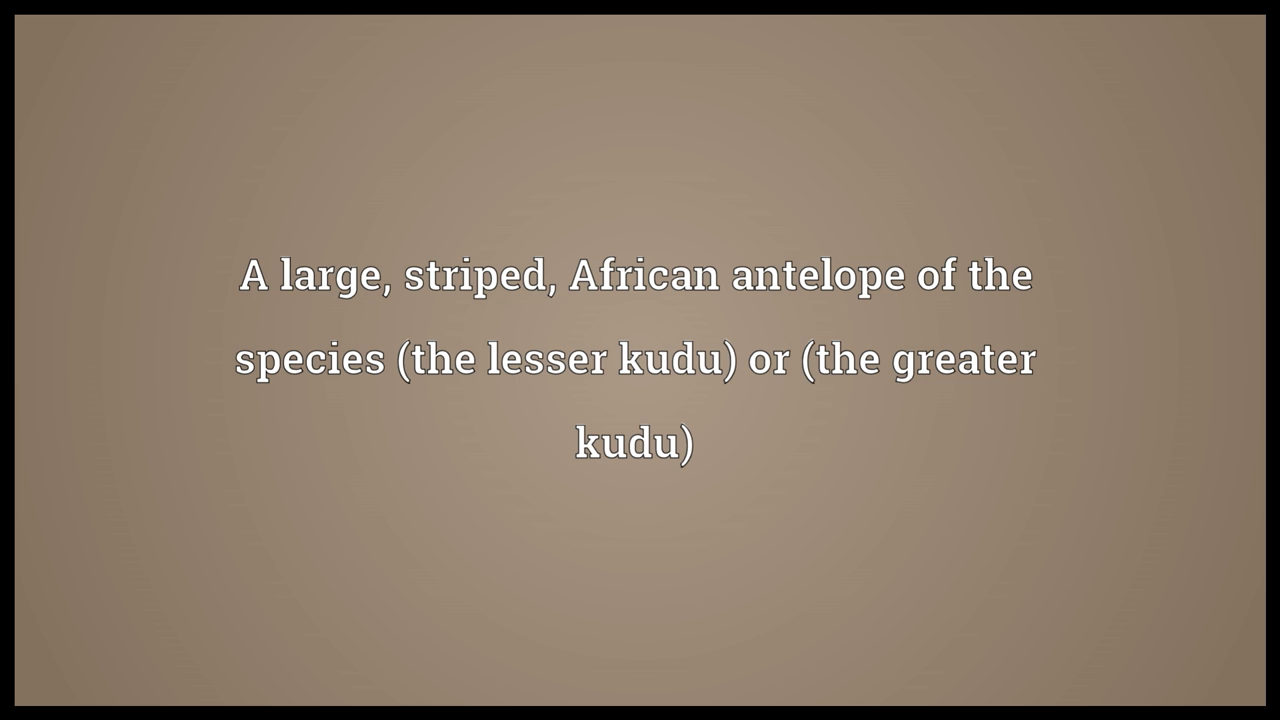 A large, striped, African antelope of the
species (the lesser kudu) or (the greater
kudu)